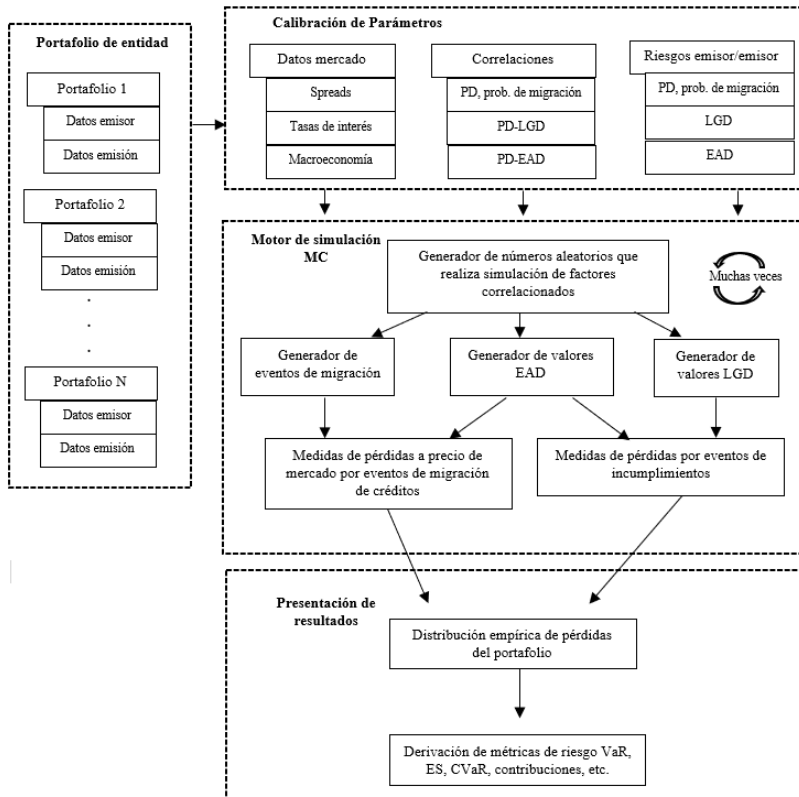 Portafolio de entidad
Portafolio 1
Datos emisor
Datos emisión
Portafolio 2
Datos emisor
Datos emisión
.
.
.
Portafolio N
Datos emisor
Datos emisión
Calibración de Parámetros
Datos mercado
Spreads
Tasas de interés
Macroeconomía
Correlaciones
PD, prob. de migración
PD-LGD
PD-EAD
Riesgos emisor/emisor
PD, prob. de migración
LGD
EAD
Motor de simulación
MC
Generador de números aleatorios que
realiza simulación de factores
correlacionados
Muchas veces
Generador de
eventos de migración
Generador de valores
EAD
Generador de
valores LGD
Medidas de pérdidas a precio de
mercado por eventos de migración
de créditos
Medidas de pérdidas por eventos de
incumplimientos
Presentación de
resultados
Distribución empírica de pérdidas
del portafolio
Derivación de métricas de riesgo VaR,
ES, CVaR, contribuciones, etc.